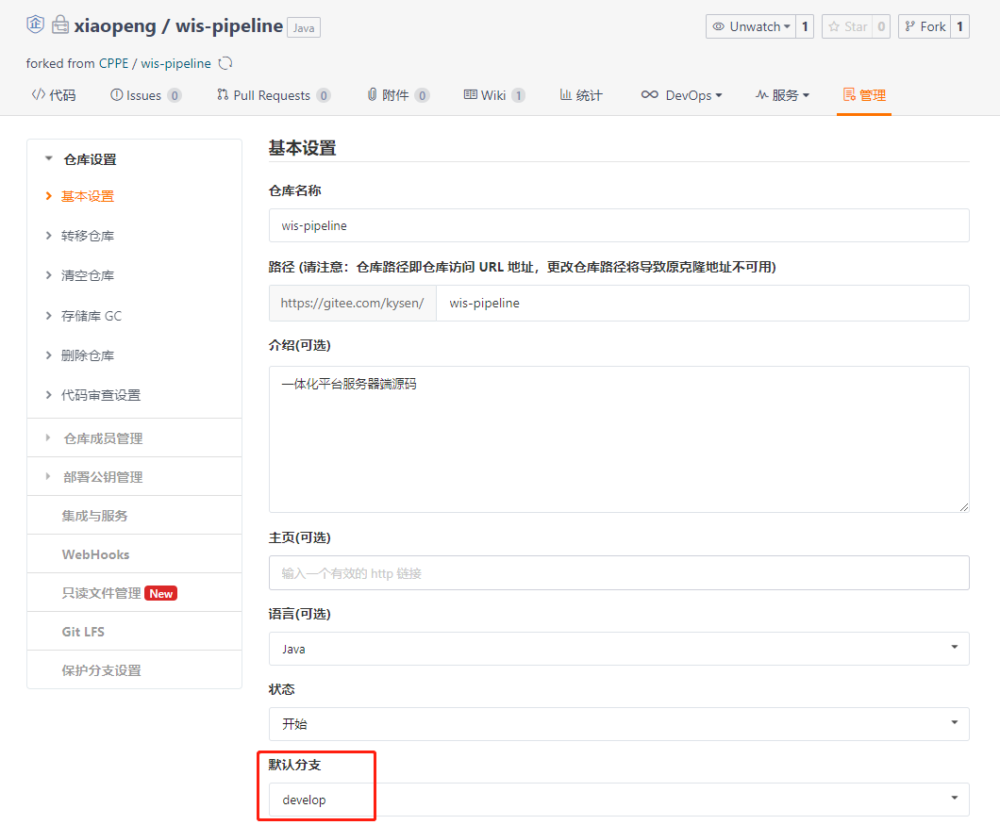 企 xiaopeng / wis-pipeline Java Unwatch 1 Star 0 Fork 1
forked from CPPE / wis-pipeline
代码 Issues 0 Pull Requests 0 附件 0 Wiki 1 统计 DevOps 服务 管理
仓库设置
基本设置
转移仓库
清空仓库
存储库 GC
删除仓库
代码审查设置
仓库成员管理
部署公钥管理
集成与服务
WebHooks
只读文件管理 New
Git LFS
保护分支设置
基本设置
仓库名称
wis-pipeline
路径 (请注意：仓库路径即仓库访问 URL 地址，更改仓库路径将导致原克隆地址不可用)
https://gitee.com/kysen/ wis-pipeline
介绍(可选)
一体化平台服务器端源码
主页(可选)
输入一个有效的 http 链接
语言(可选)
Java
状态
开始
默认分支
develop